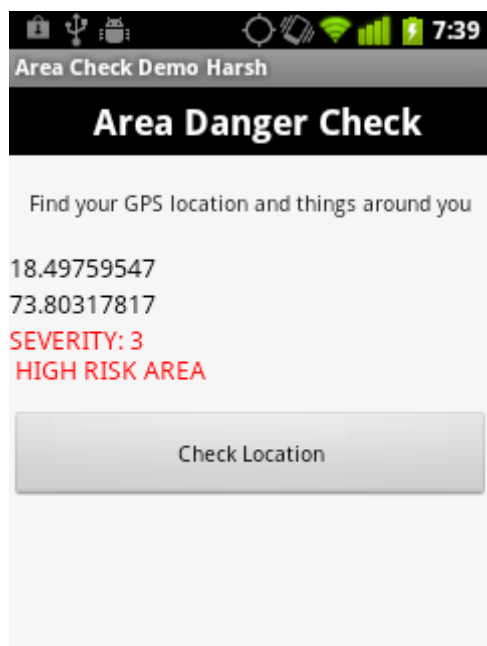 7:39
Area Check Demo Harsh
Area Danger Check
Find your GPS location and things around you
18.49759547
73.80317817
SEVERITY: 3
HIGH RISK AREA
Check Location